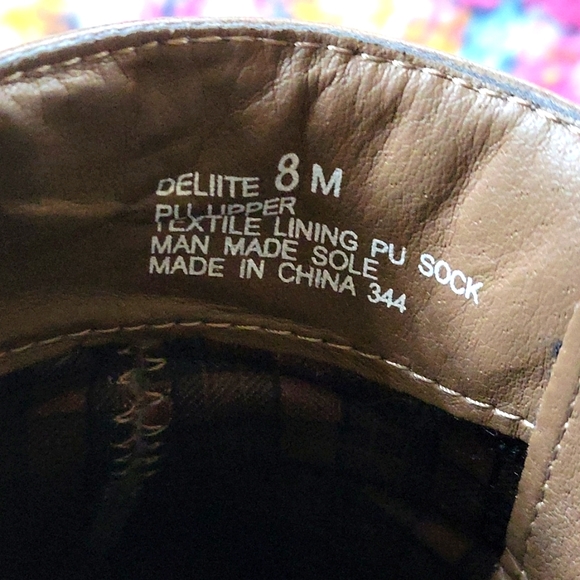 DELIITE 8 M
PU UPPER
TEXTILE LINING PU SOCK
MAN MADE SOLE
MADE IN CHINA 344